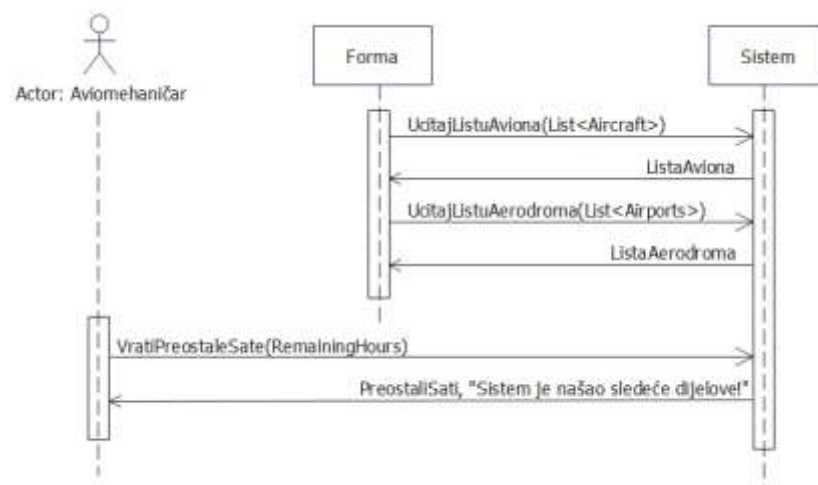 Forma
Sistem
Actor: Aviomehaničar
UcitajListuAviona(List<Aircraft>)
ListaAviona
UcitajListuAerodroma(List<Airports>)
ListaAerodroma
VratiPreostaleSate(RemainingHours)
PreostaliSati, "Sistem je našao sledeće dijelove!"